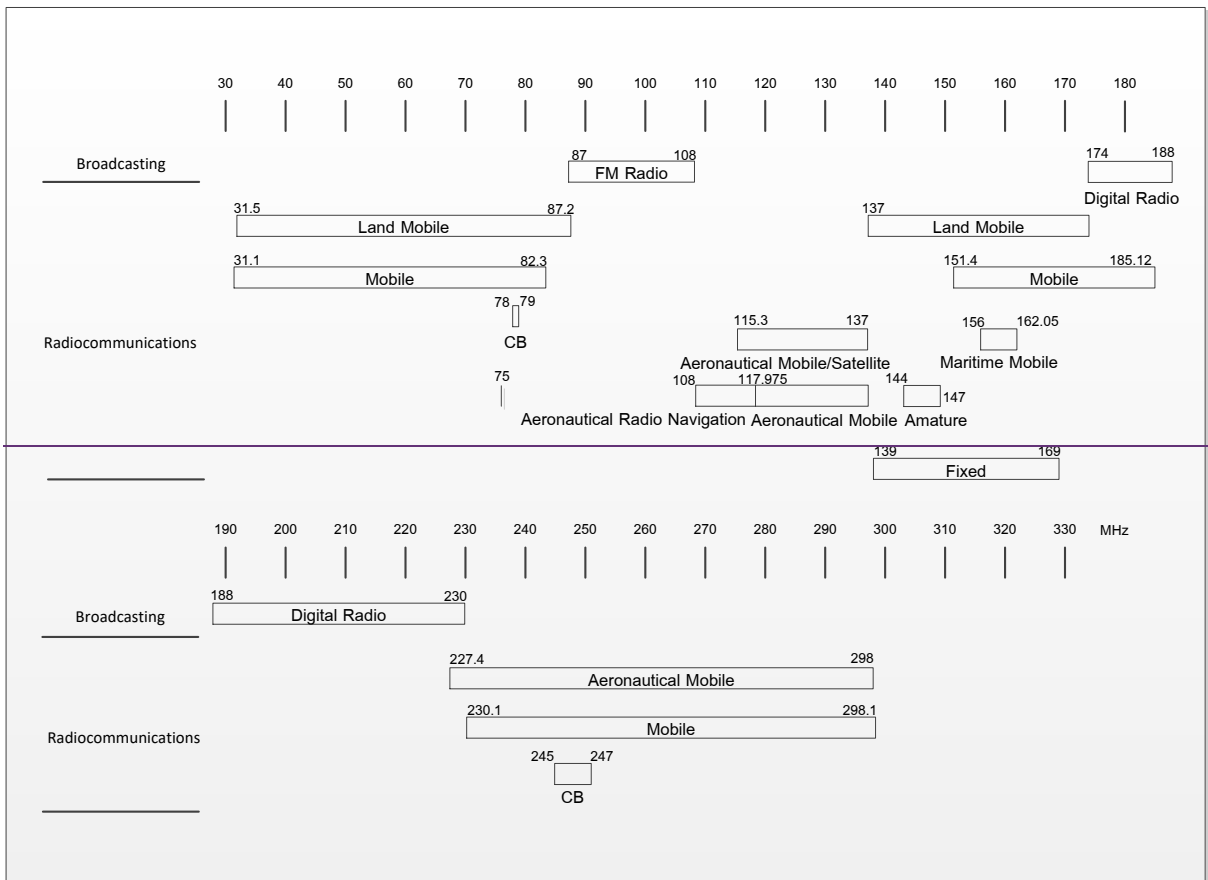 30 40 50 60 70 80 90 100 110 120 130 140 150 160 170 180
Broadcasting
87 108
FM Radio
174 188
Digital Radio
31.5 87.2
Land Mobile
137
Land Mobile
31.1 82.3
Mobile
151.4 185.12
Mobile
78 79
CB
Radiocommunications
115.3 137
Aeronautical Mobile/Satellite
156 162.05
Maritime Mobile
75
108 117.975
Aeronautical Radio Navigation Aeronautical Mobile
144 147
Amature
139 169
Fixed
190 200 210 220 230 240 250 260 270 280 290 300 310 320 330 MHz
Broadcasting
188 230
Digital Radio
227.4 298
Aeronautical Mobile
Radiocommunications
230.1 298.1
Mobile
245 247
CB